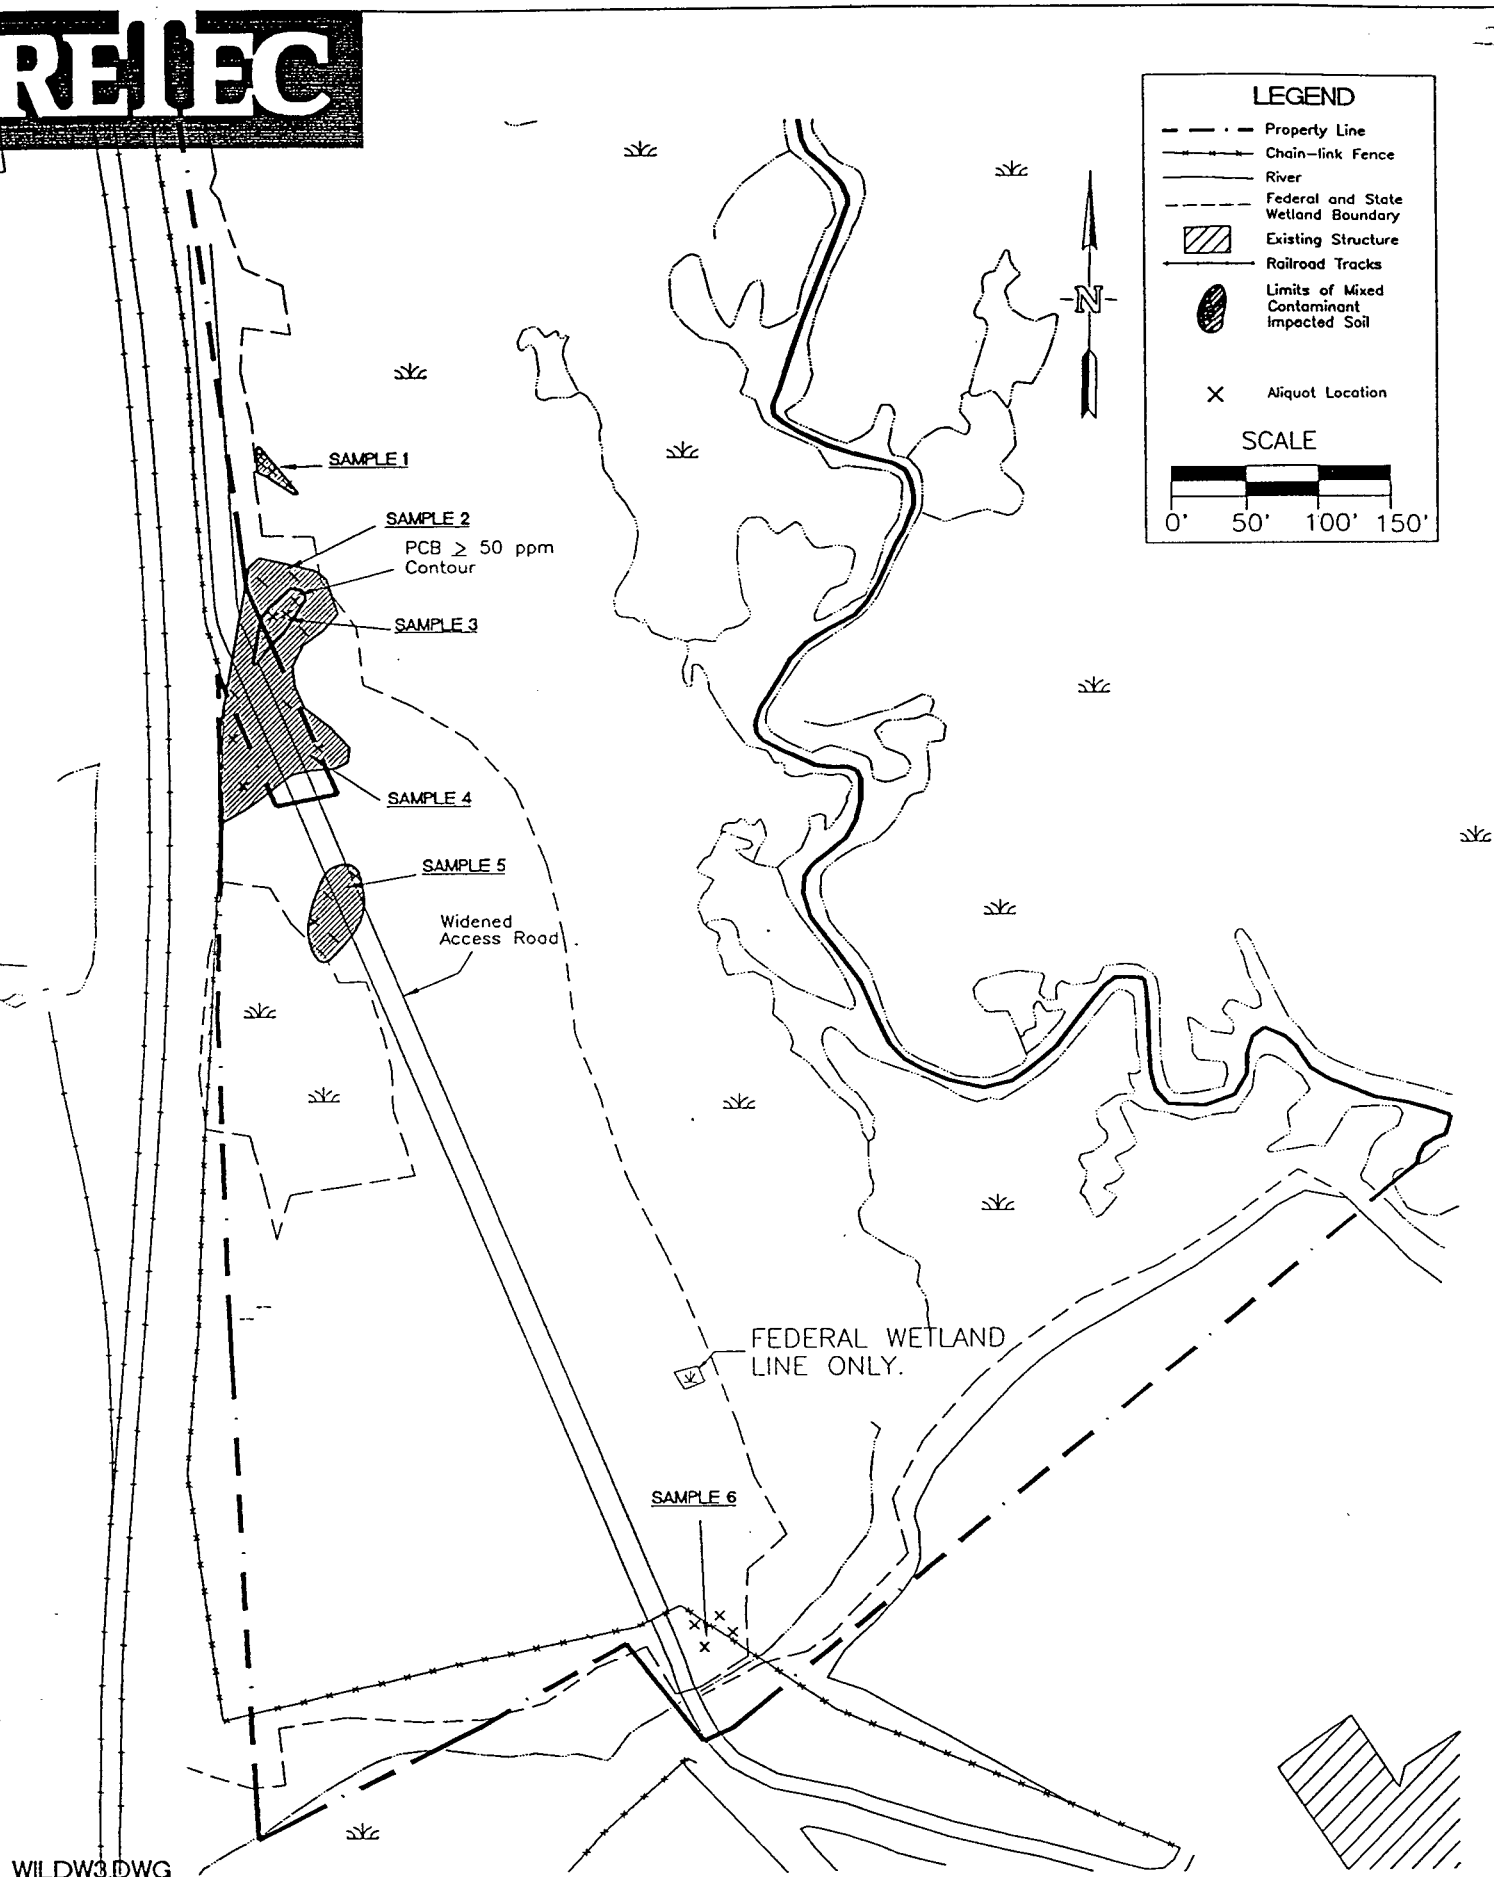 RETEC
LEGEND
Property Line
Chain-link Fence
River
Federal and State
Wetland Boundary
Existing Structure
Railroad Tracks
Limits of Mixed
Contaminant
Impacted Soil
Aliquot Location
SCALE
0' 50' 100' 150'
N
SAMPLE 1
SAMPLE 2
PCB ≥ 50 ppm
Contour
SAMPLE 3
SAMPLE 4
SAMPLE 5
Widened
Access Road
FEDERAL WETLAND
LINE ONLY.
SAMPLE 6
WILDW3.DWG